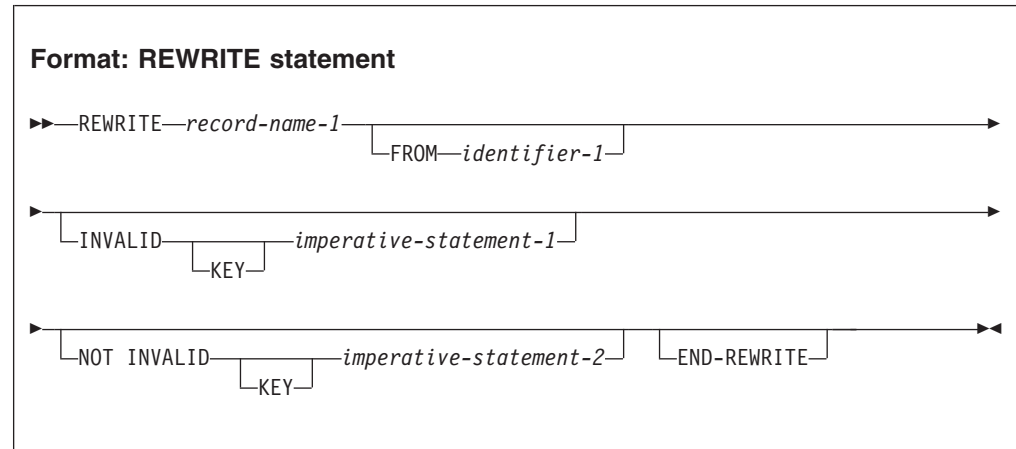 Format: REWRITE statement
REWRITE record-name-1
FROM identifier-1
INVALID imperative-statement-1
KEY
NOT INVALID imperative-statement-2 END-REWRITE
KEY